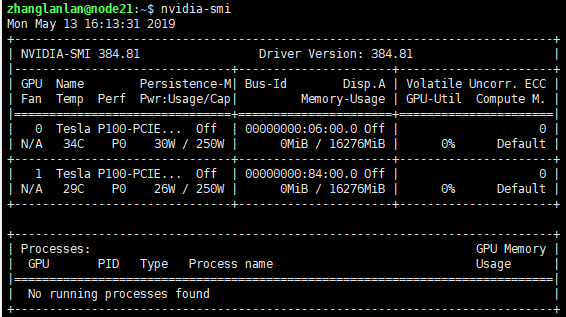 zhanglanlan@node21:~$ nvidia-smi
Mon May 13 16:13:31 2019
+-----------------------------------------------------------------------------+
| NVIDIA-SMI 384.81                 Driver Version: 384.81                    |
|-------------------------------+----------------------+----------------------+
| GPU  Name        Persistence-M| Bus-Id        Disp.A | Volatile Uncorr. ECC |
| Fan  Temp  Perf  Pwr:Usage/Cap|         Memory-Usage | GPU-Util  Compute M. |
|===============================+======================+======================|
|   0  Tesla P100-PCIE...  Off  | 00000000:06:00.0 Off |                    0 |
| N/A   34C    P0    30W / 250W |      0MiB / 16276MiB |      0%      Default |
+-------------------------------+----------------------+----------------------+
|   1  Tesla P100-PCIE...  Off  | 00000000:84:00.0 Off |                    0 |
| N/A   29C    P0    26W / 250W |      0MiB / 16276MiB |      0%      Default |
+-------------------------------+----------------------+----------------------+

+-----------------------------------------------------------------------------+
| Processes:                                                       GPU Memory |
|  GPU       PID   Type   Process name                             Usage      |
|=============================================================================|
|  No running processes found                                                 |
+-----------------------------------------------------------------------------+